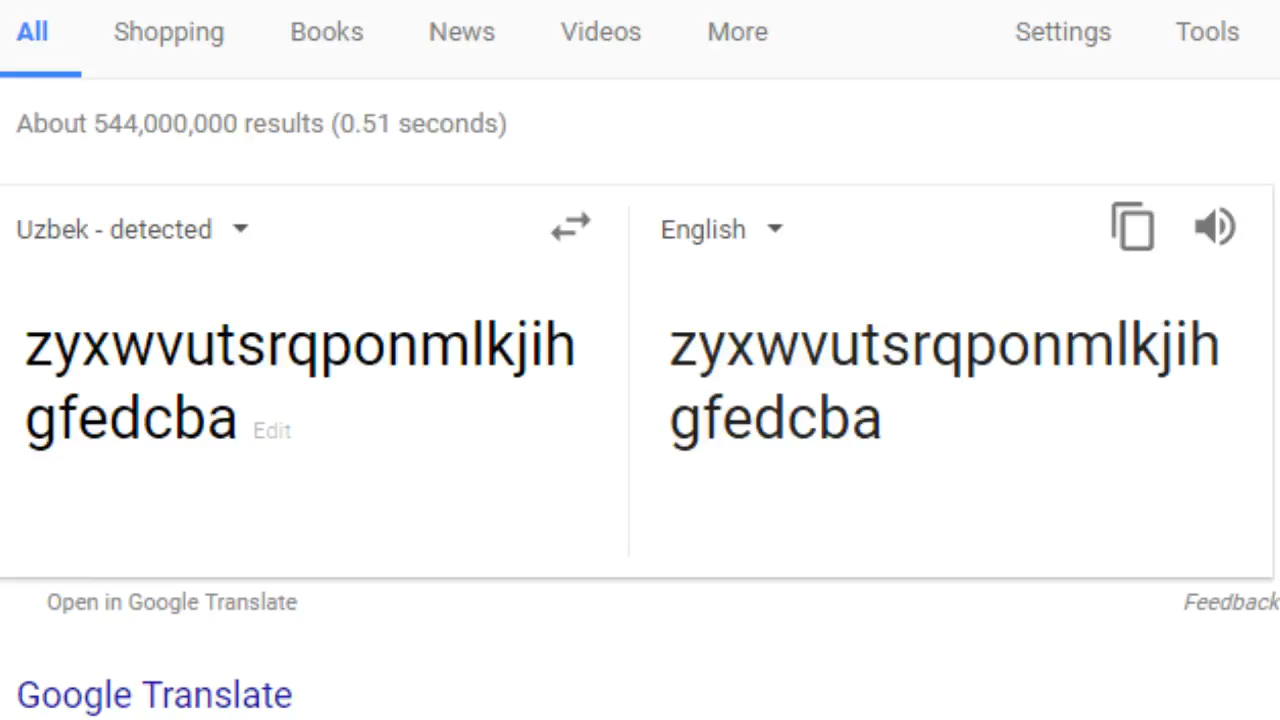 All Shopping Books News Videos More Settings Tools
About 544,000,000 results (0.51 seconds)
Uzbek - detected English
zyxwvutsrqponmlkjih
gfedcba Edit
zyxwvutsrqponmlkjih
gfedcba
Open in Google Translate Feedback
Google Translate